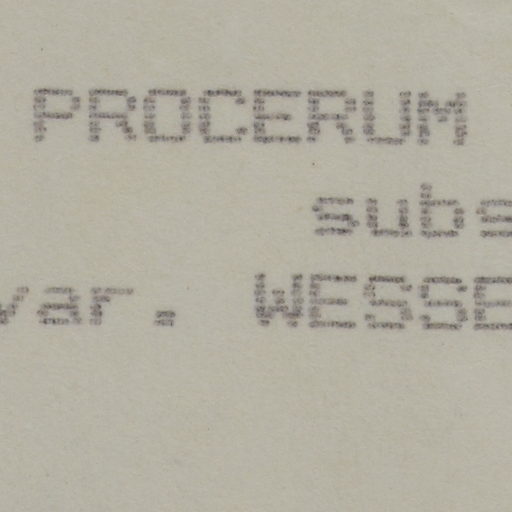 PROCERUM
subs
var. WESSE